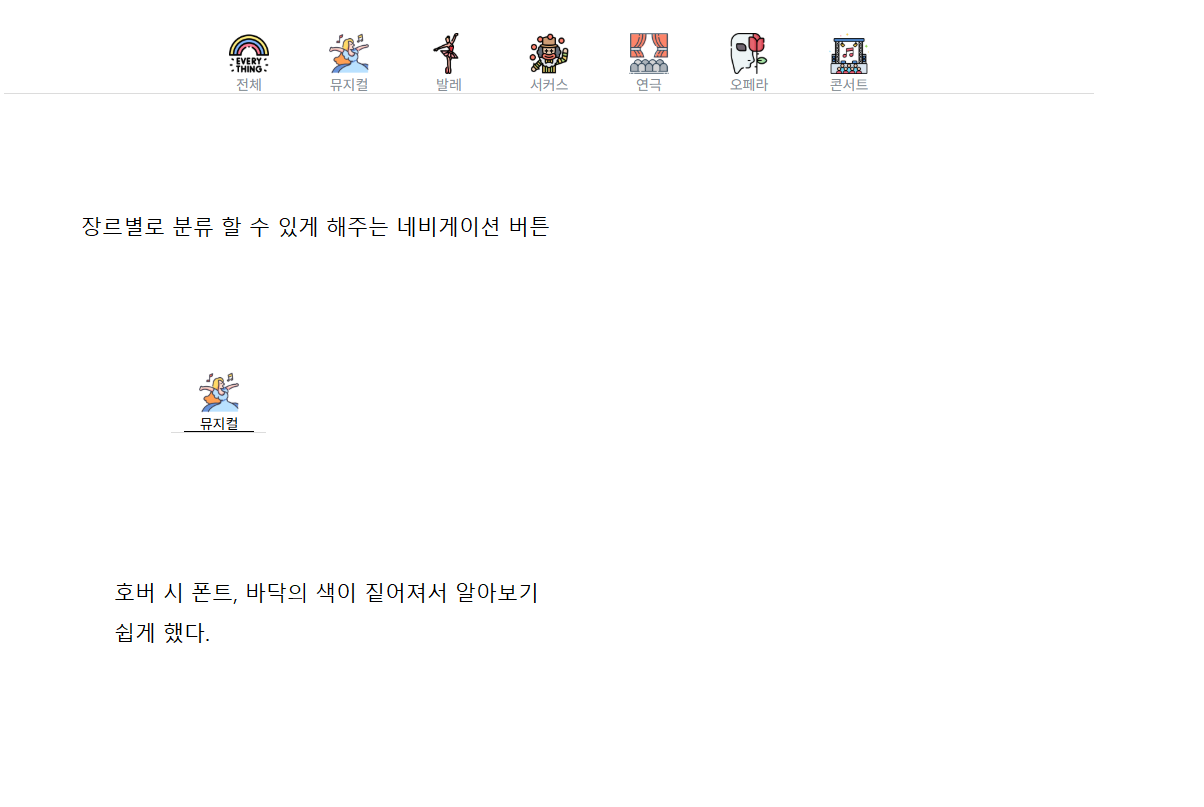 EVERY
THING
전체 뮤지컬 발레 서커스 연극 오페라 콘서트
장르별로 분류 할 수 있게 해주는 네비게이션 버튼
뮤지컬
호버 시 폰트, 바닥의 색이 짙어져서 알아보기
쉽게 했다.